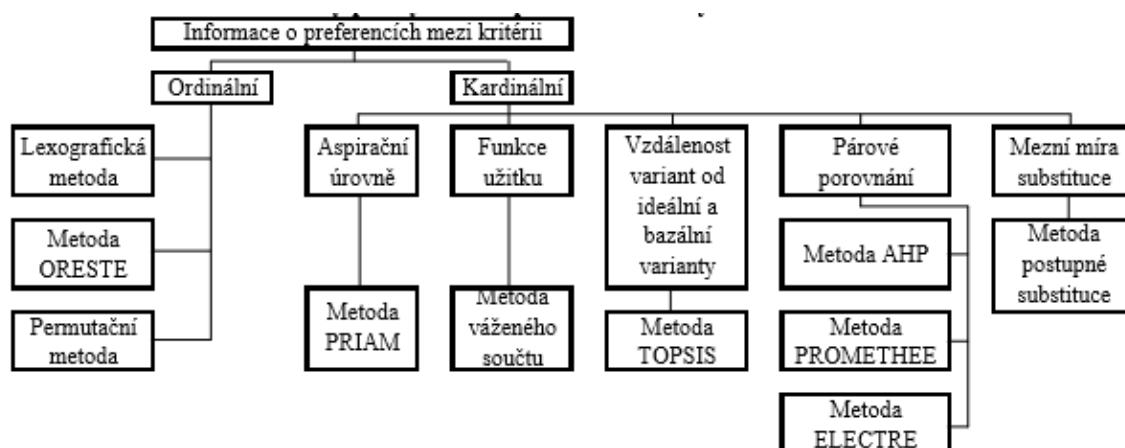 Informace o preferencích mezi kritérii
Ordinální
Kardinální
Lexografická
metoda
Metoda
ORESTE
Permutační
metoda
Aspirační
úrovně
Metoda
PRIAM
Funkce
užitku
Metoda
váženého
součtu
Vzdálenost
variant od
ideální a
bazální
varianty
Metoda
TOPSIS
Párové
porovnání
Metoda AHP
Metoda
PROMETHEE
Metoda
ELECTRE
Mezní míra
substituce
Metoda
postupné
substituce